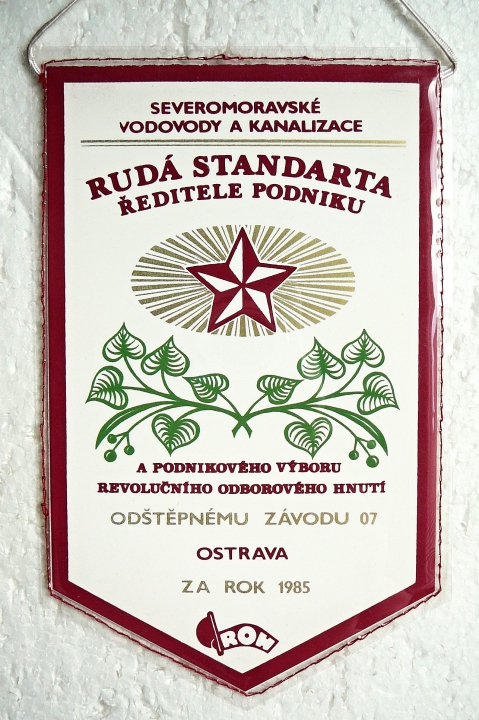 SEVEROMORAVSKÉ
VODOVODY A KANALIZACE
RUDÁ STANDARTA
ŘEDITELE PODNIKU
A PODNIKOVÉHO VÝBORU
REVOLUČNÍHO ODBOROVÉHO HNUTÍ
ODŠTĚPNÉMU ZÁVODU 07
OSTRAVA
ZA ROK 1985
ROH